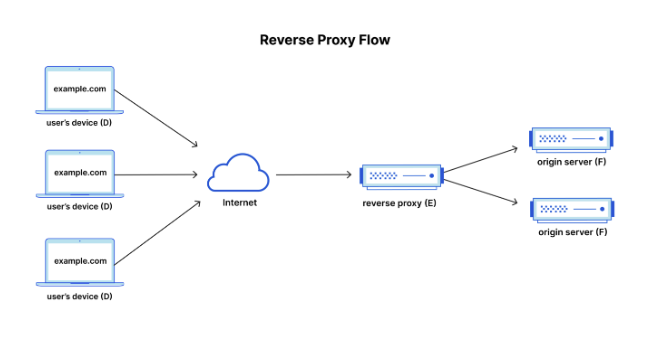 Reverse Proxy Flow
example.com
user's device (D)
example.com
user's device (D)
example.com
user's device (D)
Internet
reverse proxy (E)
origin server (F)
origin server (F)